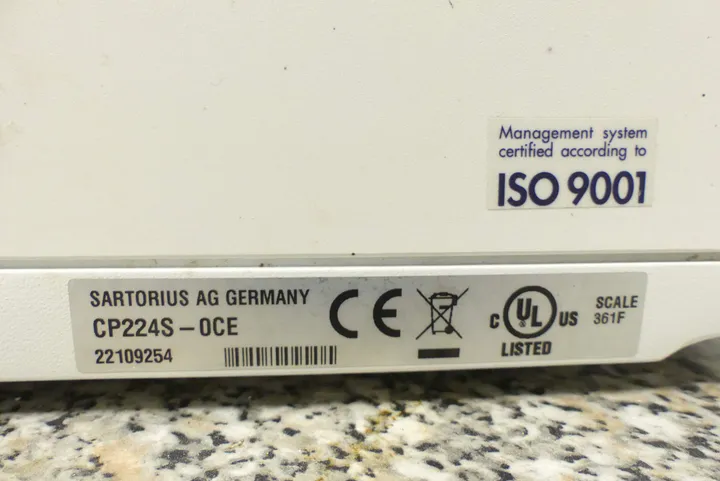 Management system
certified according to
ISO 9001
SARTORIUS AG GERMANY
CP224S-0CE
22109254
CE
C UL US
LISTED
SCALE
361F